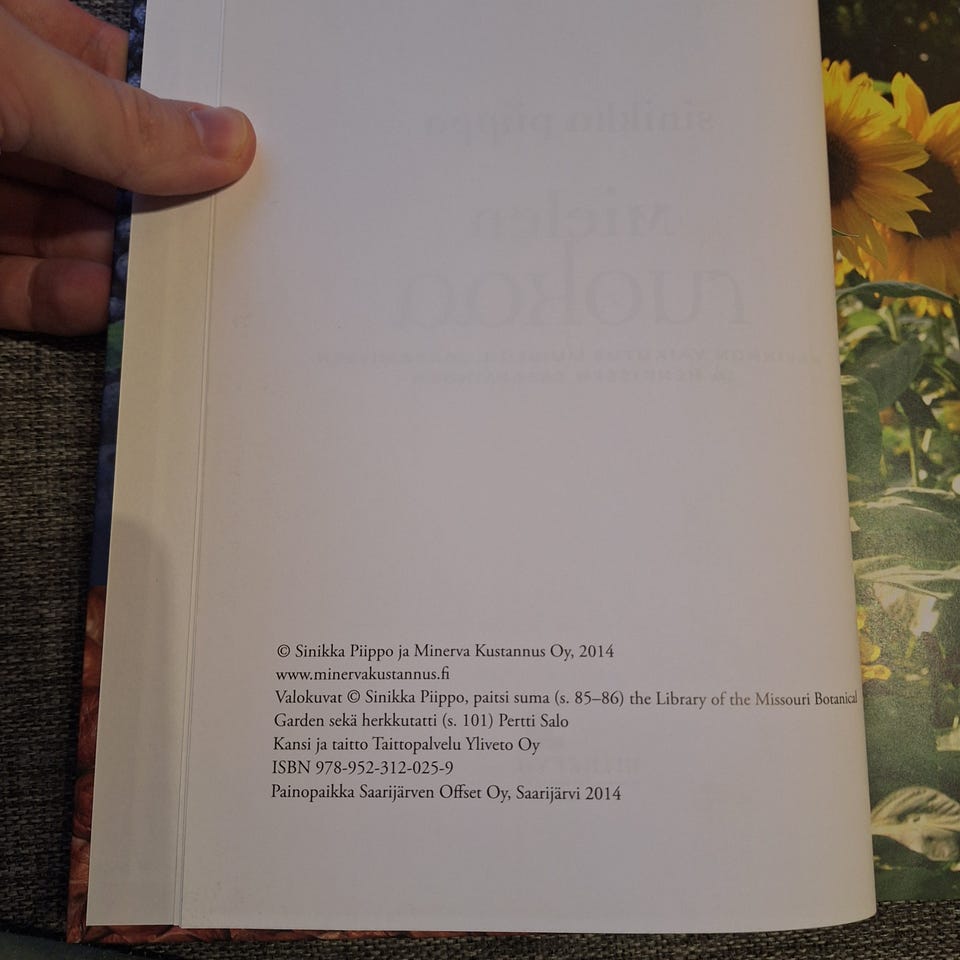 © Sinikka Piippo ja Minerva Kustannus Oy, 2014
www.minervakustannus.fi
Valokuvat © Sinikka Piippo, paitsi suma (s. 85–86) the Library of the Missouri Botanical
Garden sekä herkkutatti (s. 101) Pertti Salo
Kansi ja taitto Taittopalvelu Yliveto Oy
ISBN 978-952-312-025-9
Painopaikka Saarijärven Offset Oy, Saarijärvi 2014